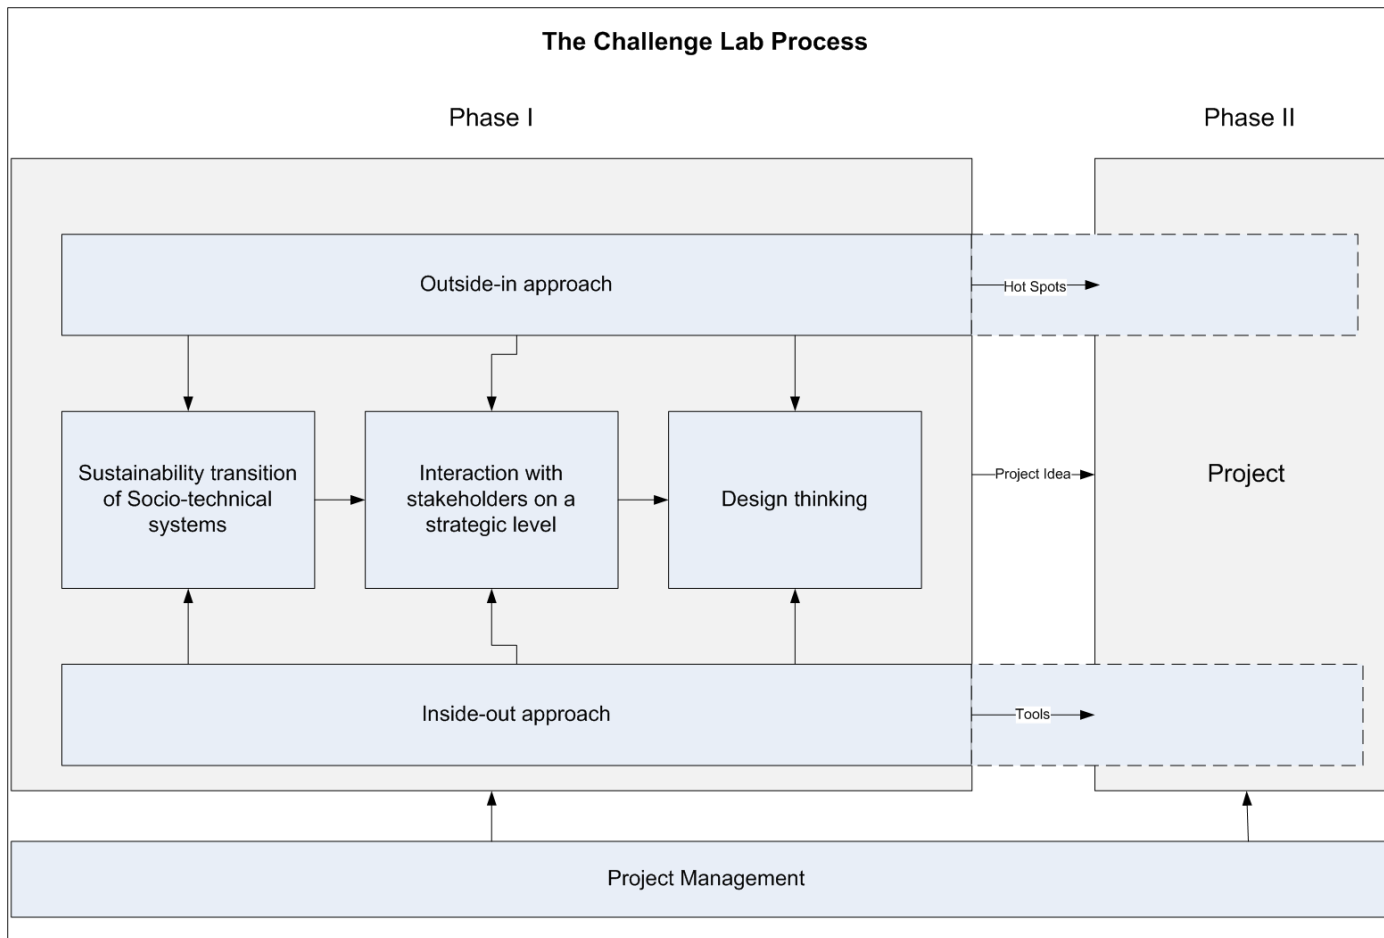 The Challenge Lab Process
Phase I
Phase II
Outside-in approach
Hot Spots
Sustainability transition
of Socio-technical
systems
Interaction with
stakeholders on a
strategic level
Design thinking
Project Idea
Project
Inside-out approach
Tools
Project Management